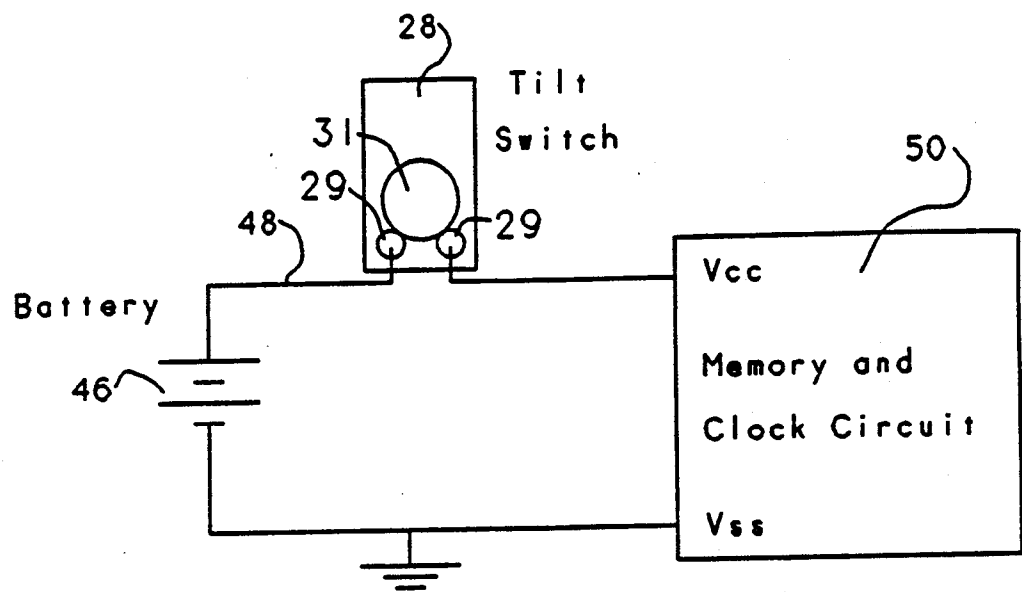 28
Tilt
Switch
31
29
29
48
50
Battery
46
Vcc
Memory and
Clock Circuit
Vss